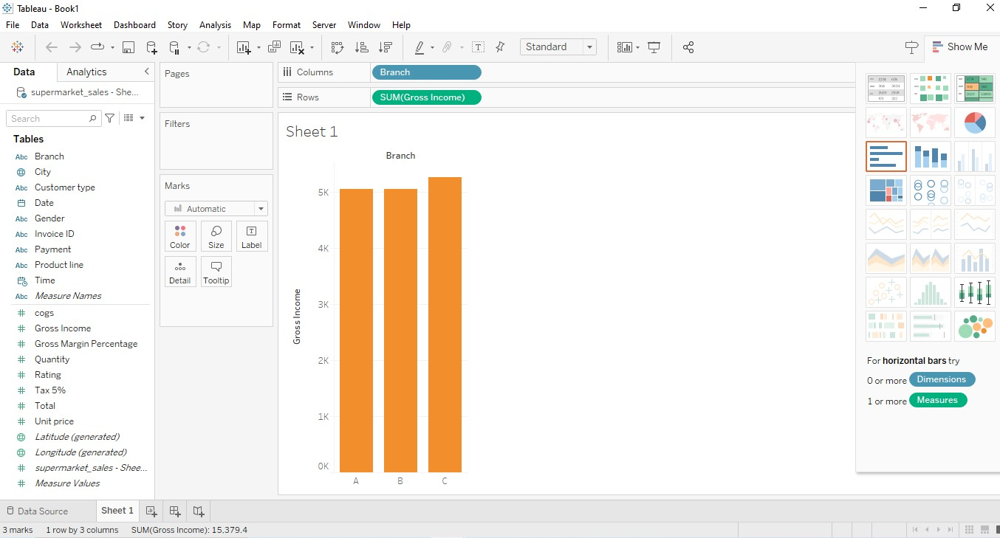 Tableau - Book1
File Data Worksheet Dashboard Story Analysis Map Format Server Window Help
Standard
Show Me
Data Analytics
supermarket_sales - She...
Search
Tables
Abc Branch
City
Abc Customer type
Date
Abc Gender
Abc Invoice ID
Abc Payment
Abc Product line
Time
Abc Measure Names
cogs
Gross Income
Gross Margin Percentage
Quantity
Rating
Tax 5%
Total
Unit price
Latitude (generated)
Longitude (generated)
supermarket_sales - Shee...
Measure Values
Pages
Filters
Marks
Automatic
Color Size Label
Detail Tooltip
Columns Branch
Rows SUM(Gross Income)
Sheet 1
Branch
Gross Income
5K
4K
3K
2K
1K
0K
A B C
For horizontal bars try
0 or more Dimensions
1 or more Measures
Data Source Sheet 1
3 marks 1 row by 3 columns SUM(Gross Income): 15,379.4